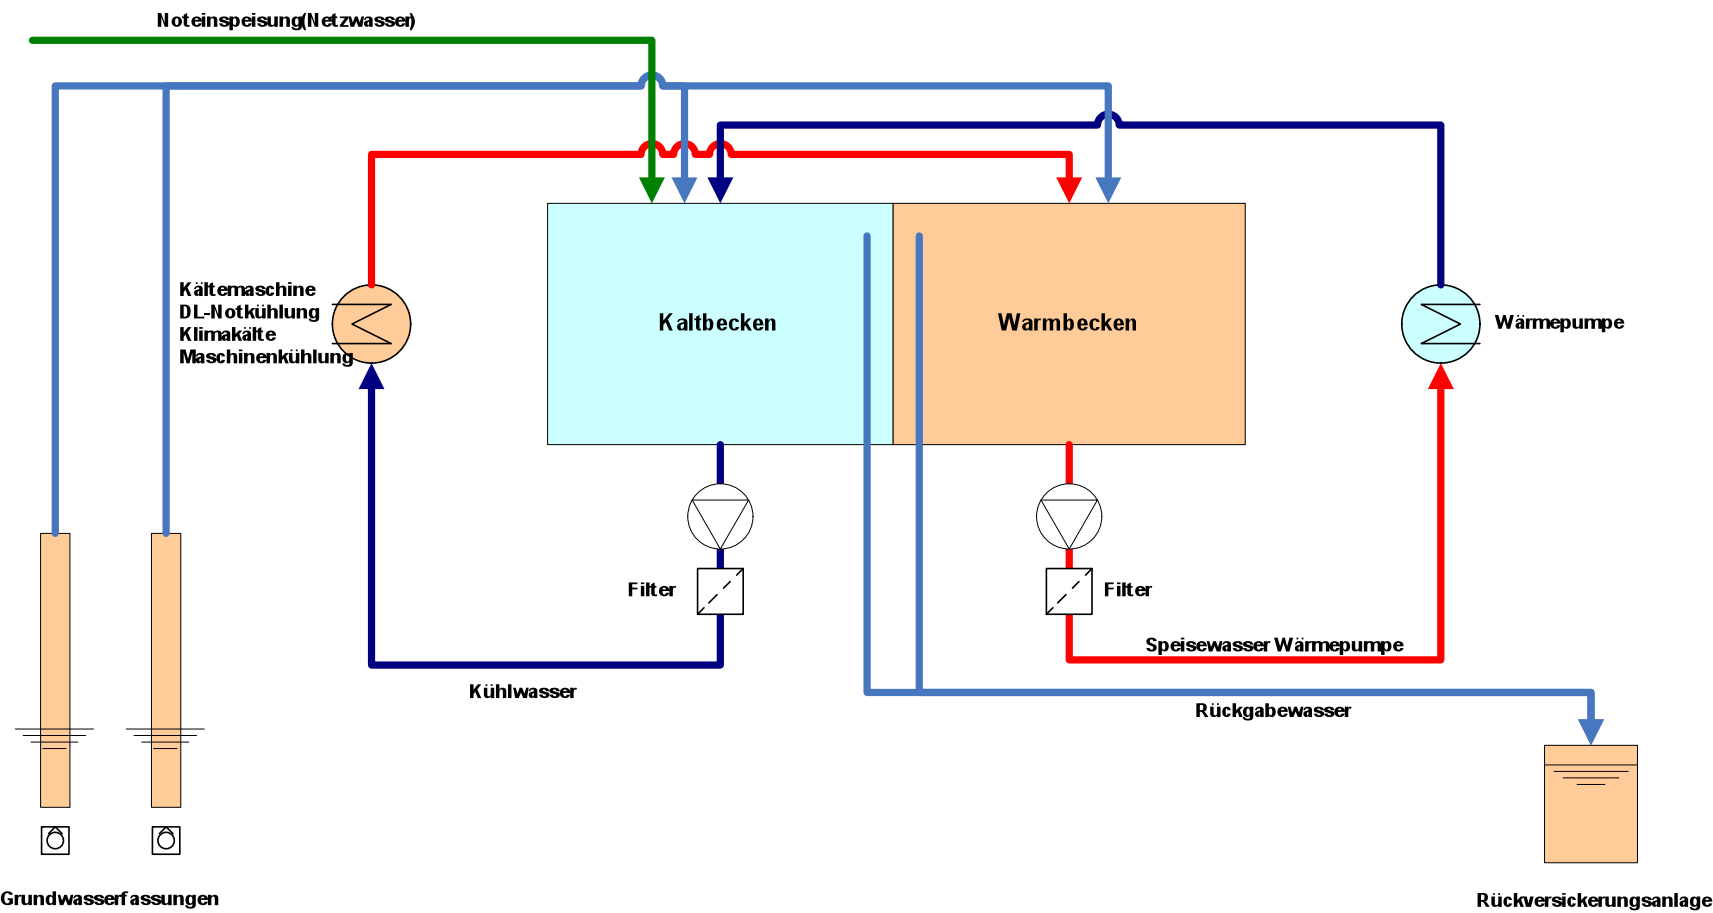 Noteinspeisung(Netzwasser)
Kältemaschine
DL-Notkühlung
Klimakälte
Maschinenkühlung
Kaltbecken
Warmbecken
Wärmepumpe
Filter
Filter
Speisewasser Wärmepumpe
Kühlwasser
Rückgabewasser
Grundwasserfassungen
Rückversickerungsanlage